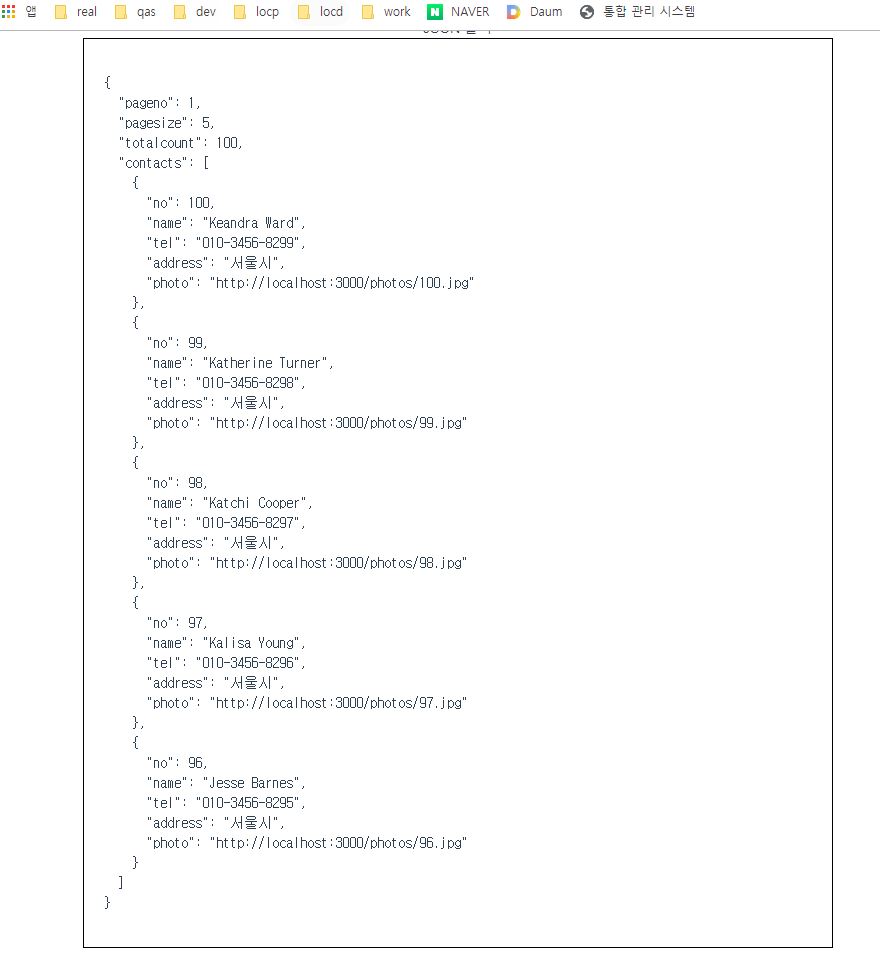 앱 real qas dev locp locd work NAVER Daum 통합 관리 시스템
{
"pageno": 1,
"pagesize": 5,
"totalcount": 100,
"contacts": [
{
"no": 100,
"name": "Keandra Ward",
"tel": "010-3456-8299",
"address": "서울시",
"photo": "http://localhost:3000/photos/100.jpg"
},
{
"no": 99,
"name": "Katherine Turner",
"tel": "010-3456-8298",
"address": "서울시",
"photo": "http://localhost:3000/photos/99.jpg"
},
{
"no": 98,
"name": "Katchi Cooper",
"tel": "010-3456-8297",
"address": "서울시",
"photo": "http://localhost:3000/photos/98.jpg"
},
{
"no": 97,
"name": "Kalisa Young",
"tel": "010-3456-8296",
"address": "서울시",
"photo": "http://localhost:3000/photos/97.jpg"
},
{
"no": 96,
"name": "Jesse Barnes",
"tel": "010-3456-8295",
"address": "서울시",
"photo": "http://localhost:3000/photos/96.jpg"
}
]
}